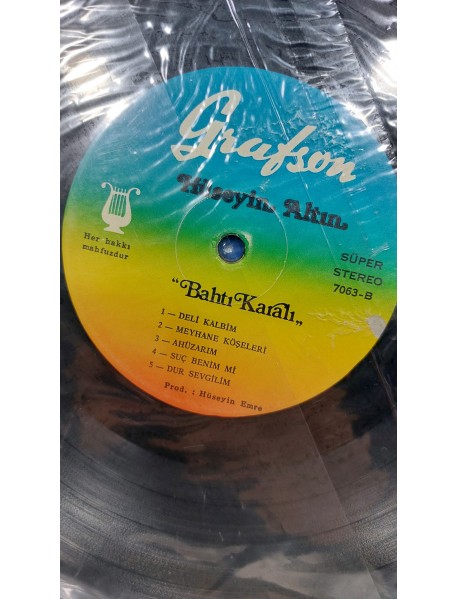 Grafson
Hüseyin Altın
Her hakkı
mahfuzdur
SÜPER
STEREO
7063-B
"Bahtı Karalı„
1 — DELİ KALBİM
2 — MEYHANE KÖŞELERİ
3 — AHÜZARIM
4 — SUÇ BENİM Mİ
5 — DUR SEVGİLİM
Prod. : Hüseyin Emre